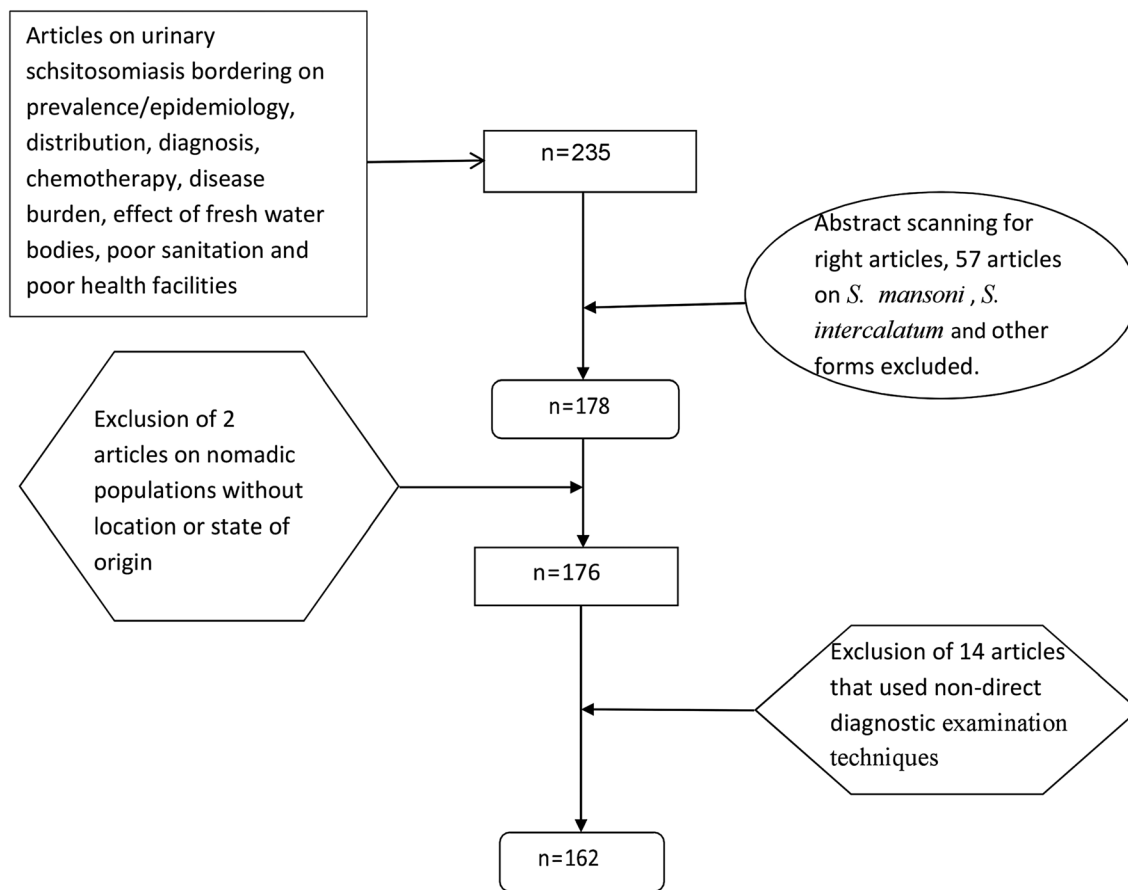 Articles on urinary
schsitosomiasis bordering on
prevalence/epidemiology,
distribution, diagnosis,
chemotherapy, disease
burden, effect of fresh water
bodies, poor sanitation and
poor health facilities
n=235
Abstract scanning for
right articles, 57 articles
on S. mansoni , S.
intercalatum and other
forms excluded.
n=178
Exclusion of 2
articles on nomadic
populations without
location or state of
origin
n=176
Exclusion of 14 articles
that used non-direct
diagnostic examination
techniques
n=162